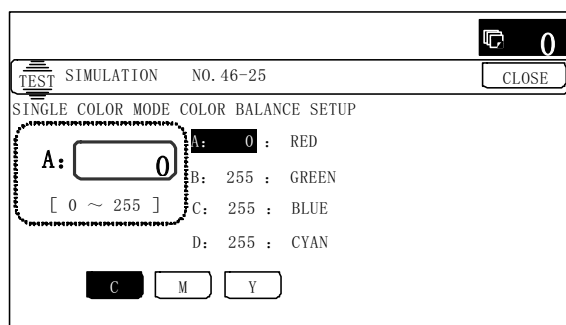 0
TEST SIMULATION NO.46-25 CLOSE
SINGLE COLOR MODE COLOR BALANCE SETUP
A: 0
[ 0 ～ 255 ]
A: 0 : RED
B: 255 : GREEN
C: 255 : BLUE
D: 255 : CYAN
C M Y